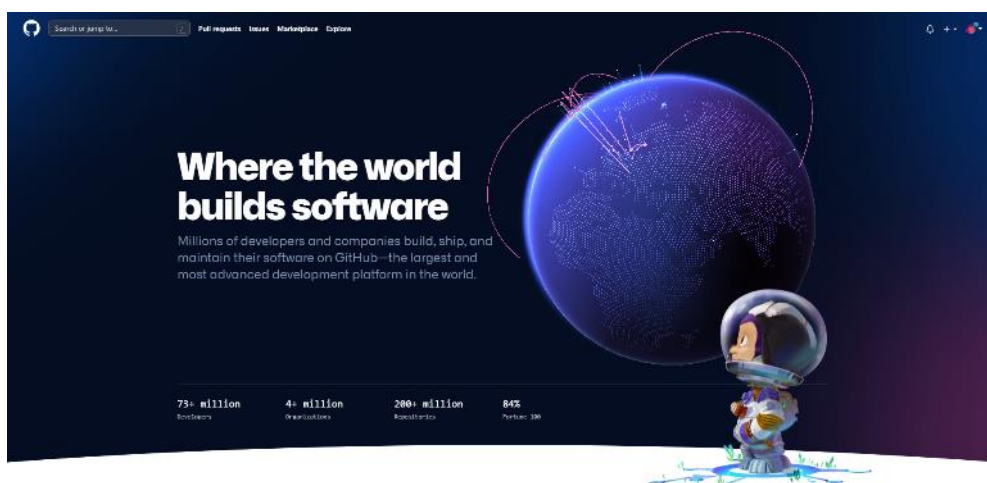 Search or jump to...
/
Pull requests Issues Marketplace Explore
Where the world
builds software
Millions of developers and companies build, ship, and
maintain their software on GitHub—the largest and
most advanced development platform in the world.
73+ million 4+ million 200+ million 84%
Developers Organizations Repositories Fortune 100